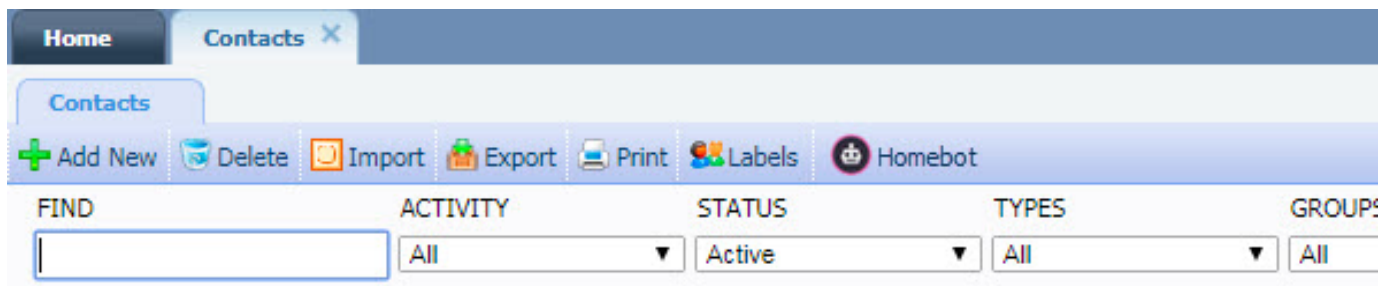 Home Contacts
Contacts
Add New Delete Import Export Print Labels Homebot
FIND ACTIVITY STATUS TYPES GROUPS
All Active All All